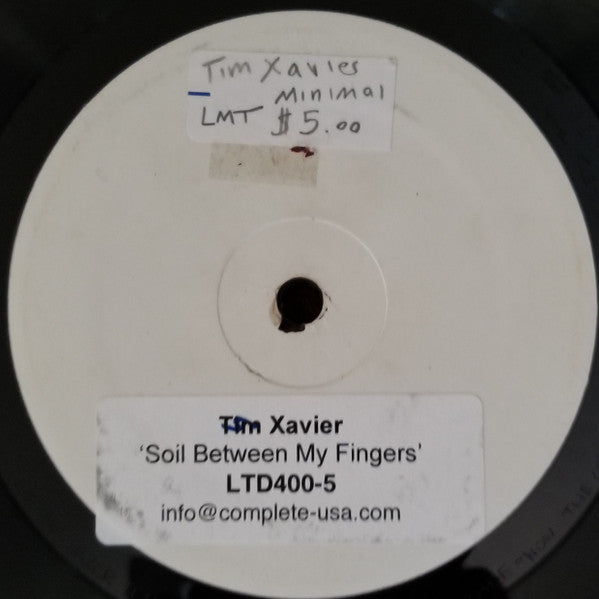 Tim Xavier
Minimal
LMT $5.00
Tim Xavier
'Soil Between My Fingers'
LTD400-5
info@complete-usa.com